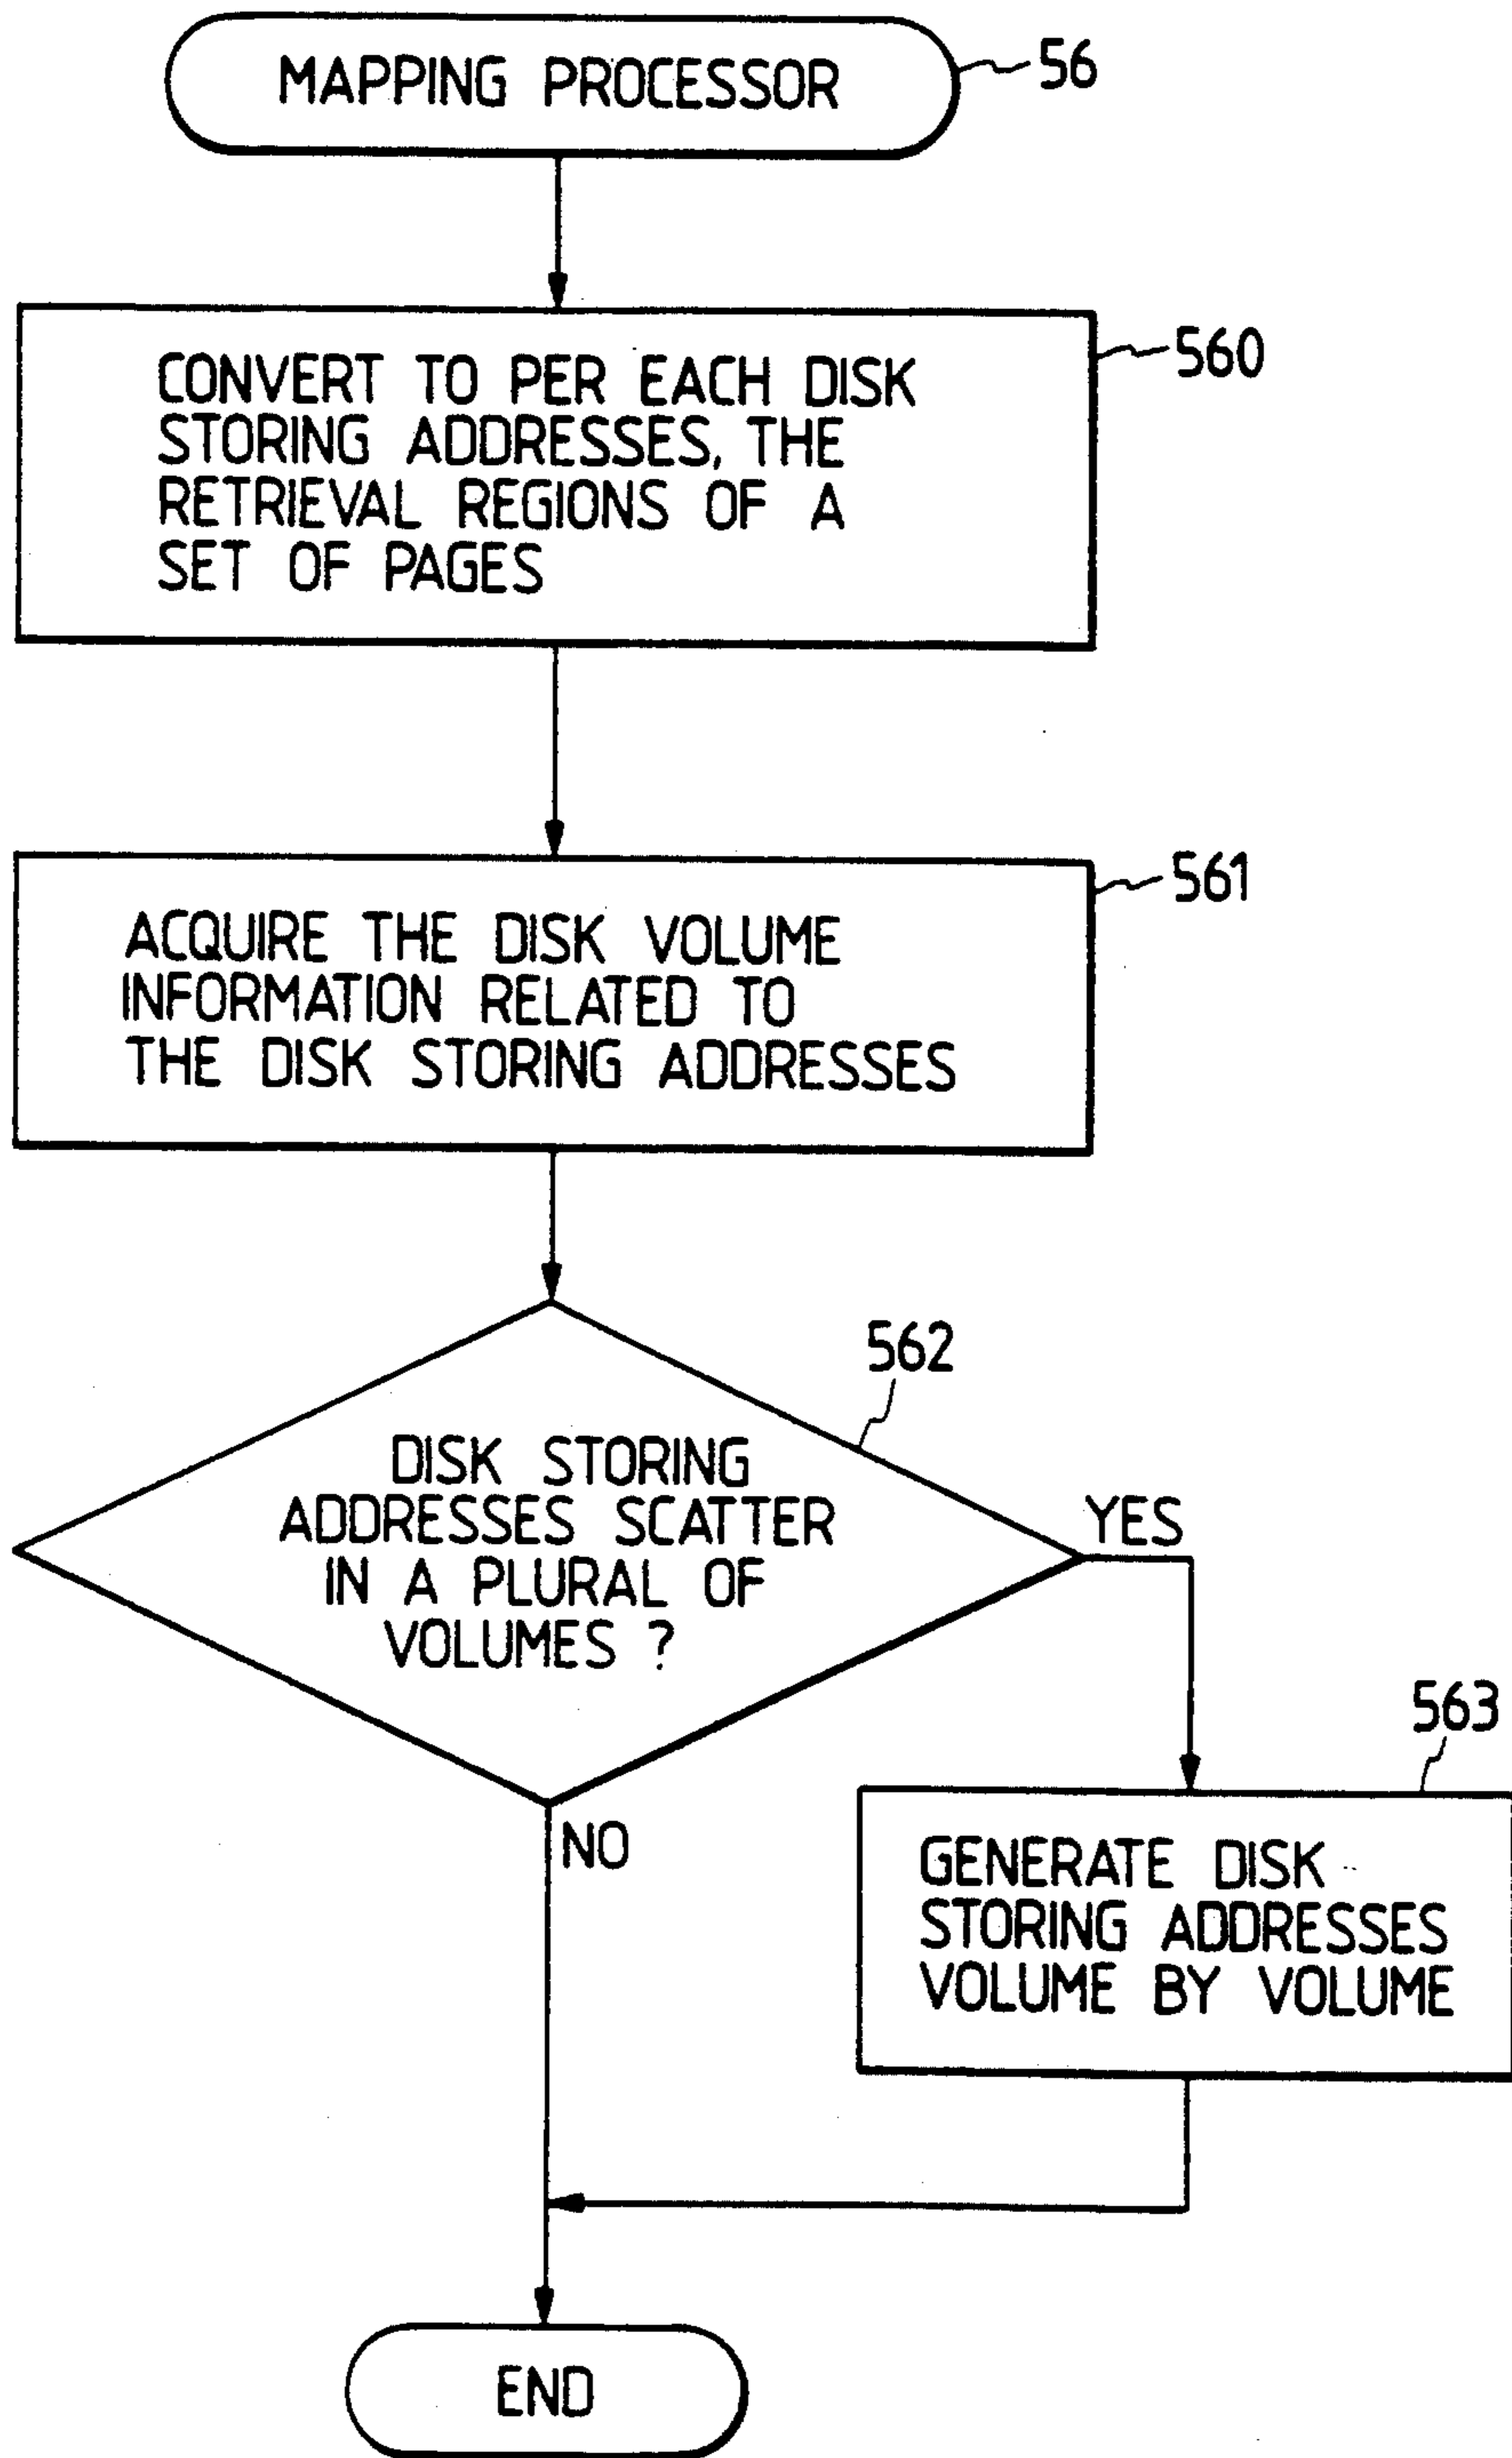 MAPPING PROCESSOR
56
CONVERT TO PER EACH DISK
STORING ADDRESSES, THE
RETRIEVAL REGIONS OF A
SET OF PAGES
560
ACQUIRE THE DISK VOLUME
INFORMATION RELATED TO
THE DISK STORING ADDRESSES
561
562
DISK STORING
ADDRESSES SCATTER
IN A PLURAL OF
VOLUMES ?
YES
NO
563
GENERATE DISK
STORING ADDRESSES
VOLUME BY VOLUME
END